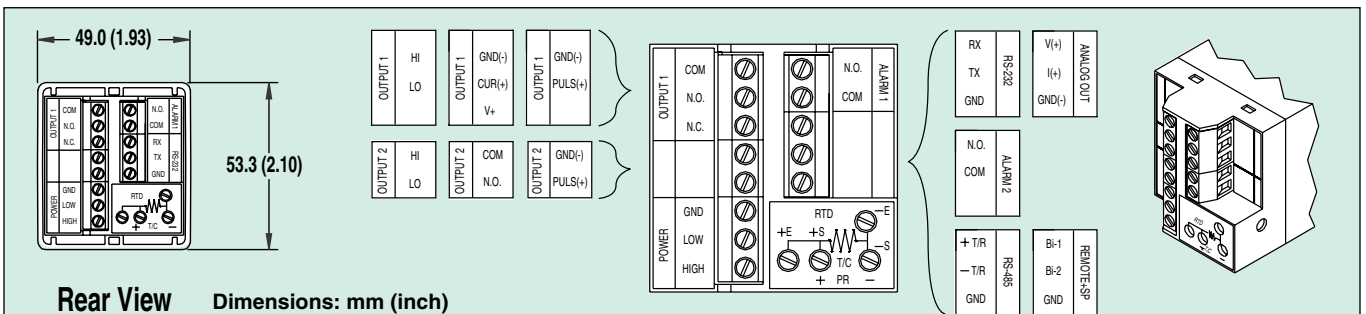 49.0 (1.93)
OUTPUT 1
COM
N.O.
N.C.
N.O.
COM
ALARM 1
RX
TX
GND
RS-232
POWER
GND
LOW
HIGH
RTD
+ T/C −
53.3 (2.10)
Rear View Dimensions: mm (inch)
OUTPUT 1
HI
LO
OUTPUT 1
GND(-)
CUR(+)
V+
OUTPUT 1
GND(-)
PULS(+)
OUTPUT 2
HI
LO
OUTPUT 2
COM
N.O.
OUTPUT 2
GND(-)
PULS(+)
OUTPUT 1
COM
N.O.
N.C.
N.O.
COM
ALARM 1
POWER
GND
LOW
HIGH
RTD
−E
+E +S
−S
T/C
+ PR −
RX
TX
GND
RS-232
V(+)
I(+)
GND(-)
ANALOG OUT
N.O.
COM
ALARM 2
+ T/R
− T/R
GND
RS-485
Bi-1
Bi-2
GND
REMOTE+SP
RTD
+T/C −